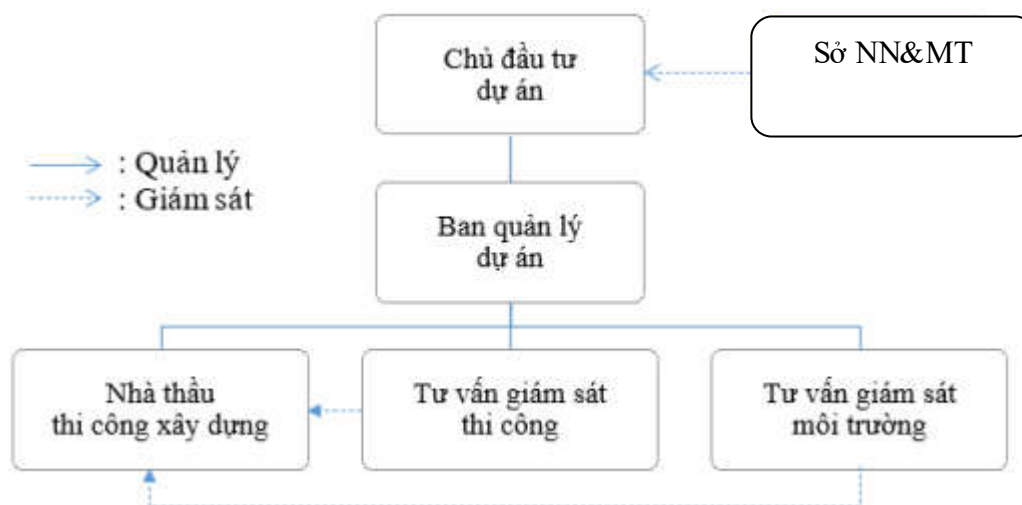 Chủ đầu tư
dự án
Sở NN&MT
: Quản lý
: Giám sát
Ban quản lý
dự án
Nhà thầu
thi công xây dựng
Tư vấn giám sát
thi công
Tư vấn giám sát
môi trường